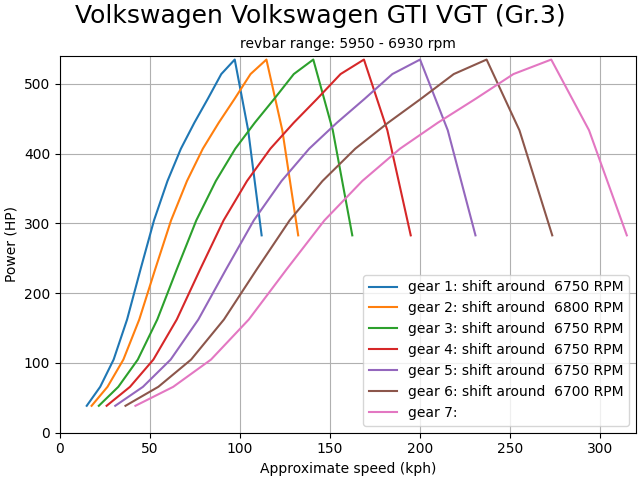 Volkswagen Volkswagen GTI VGT (Gr.3)
revbar range: 5950 - 6930 rpm
Power (HP)
500
400
300
200
100
0
gear 1: shift around  6750 RPM
gear 2: shift around  6800 RPM
gear 3: shift around  6750 RPM
gear 4: shift around  6750 RPM
gear 5: shift around  6750 RPM
gear 6: shift around  6700 RPM
gear 7:
0 50 100 150 200 250 300
Approximate speed (kph)